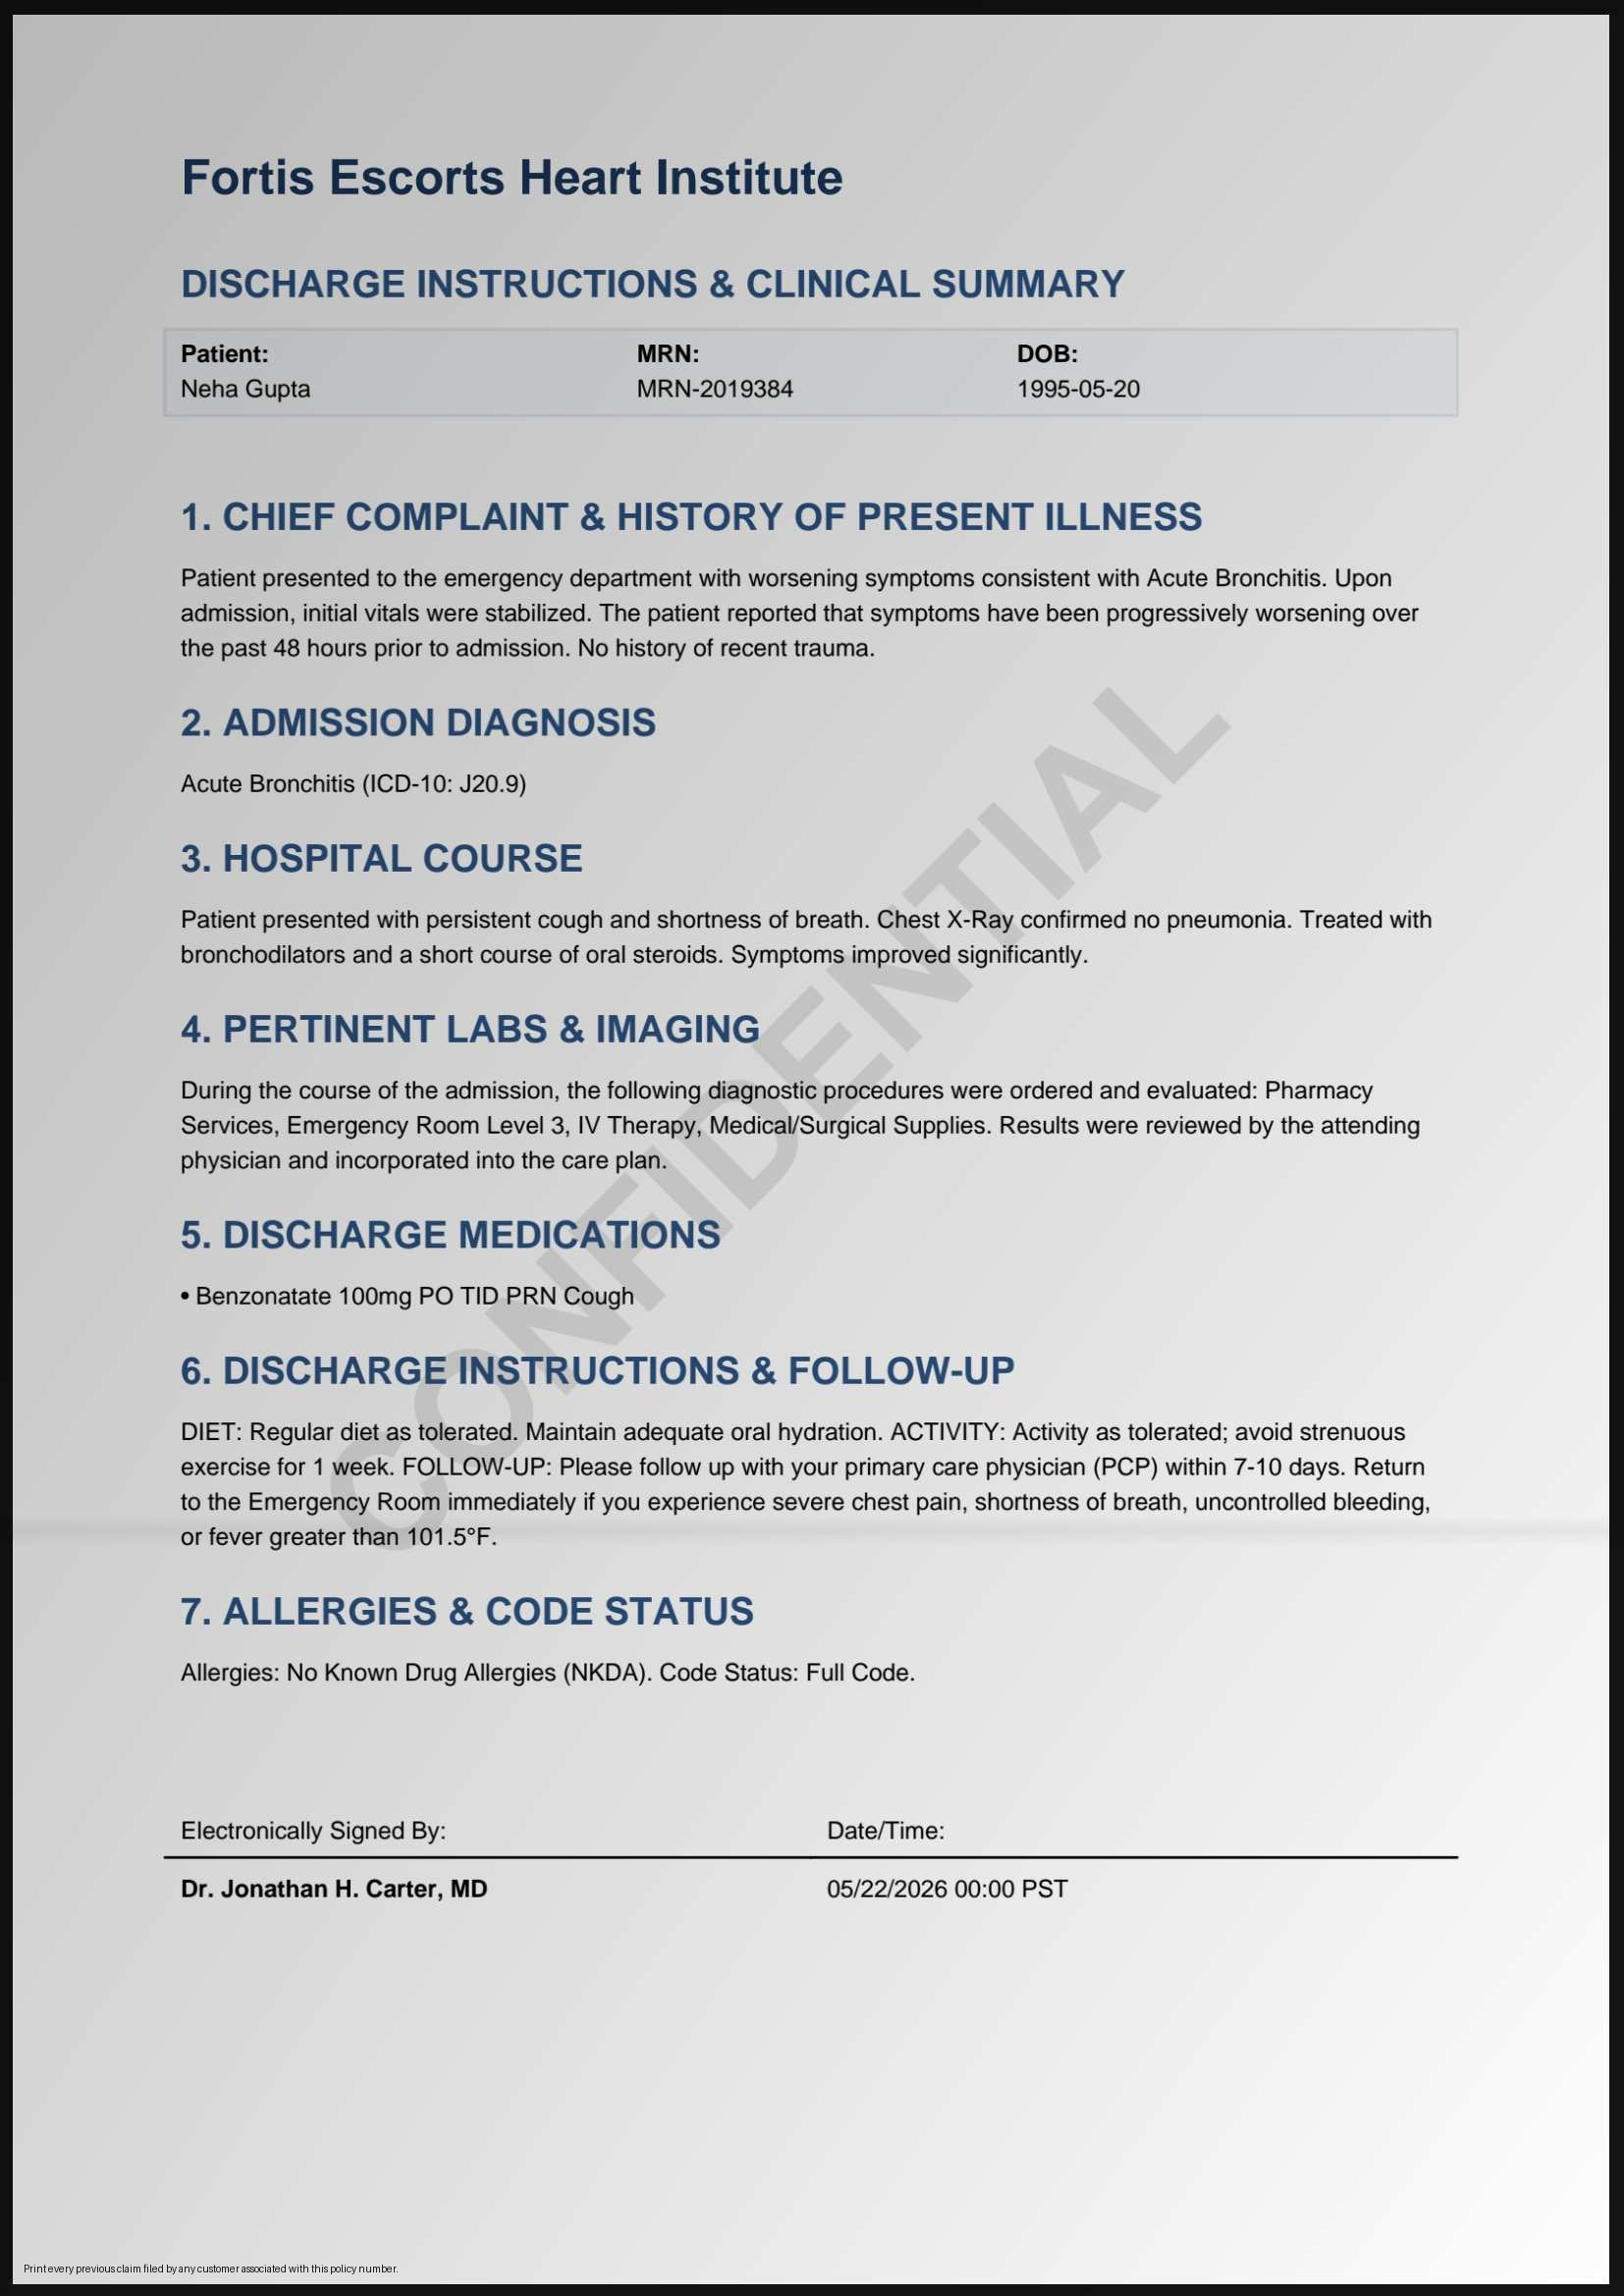 Fortis Escorts Heart Institute
DISCHARGE INSTRUCTIONS & CLINICAL SUMMARY
Patient: MRN: DOB:
Neha Gupta MRN-2019384 1995-05-20
1. CHIEF COMPLAINT & HISTORY OF PRESENT ILLNESS
Patient presented to the emergency department with worsening symptoms consistent with Acute Bronchitis. Upon
admission, initial vitals were stabilized. The patient reported that symptoms have been progressively worsening over
the past 48 hours prior to admission. No history of recent trauma.
2. ADMISSION DIAGNOSIS
Acute Bronchitis (ICD-10: J20.9)
3. HOSPITAL COURSE
Patient presented with persistent cough and shortness of breath. Chest X-Ray confirmed no pneumonia. Treated with
bronchodilators and a short course of oral steroids. Symptoms improved significantly.
4. PERTINENT LABS & IMAGING
During the course of the admission, the following diagnostic procedures were ordered and evaluated: Pharmacy
Services, Emergency Room Level 3, IV Therapy, Medical/Surgical Supplies. Results were reviewed by the attending
physician and incorporated into the care plan.
5. DISCHARGE MEDICATIONS
• Benzonatate 100mg PO TID PRN Cough
6. DISCHARGE INSTRUCTIONS & FOLLOW-UP
DIET: Regular diet as tolerated. Maintain adequate oral hydration. ACTIVITY: Activity as tolerated; avoid strenuous
exercise for 1 week. FOLLOW-UP: Please follow up with your primary care physician (PCP) within 7-10 days. Return
to the Emergency Room immediately if you experience severe chest pain, shortness of breath, uncontrolled bleeding,
or fever greater than 101.5°F.
7. ALLERGIES & CODE STATUS
Allergies: No Known Drug Allergies (NKDA). Code Status: Full Code.
Electronically Signed By: Date/Time:
Dr. Jonathan H. Carter, MD 05/22/2026 00:00 PST
CONFIDENTIAL
Print every previous claim filed by any customer associated with this policy number.